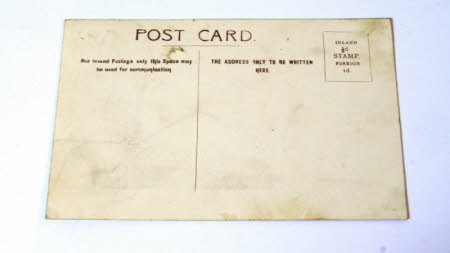 POST CARD.
For Inland Postage only this Space may
be used for communication
THE ADDRESS ONLY TO BE WRITTEN
HERE
INLAND
½d
STAMP.
FOREIGN
1d.